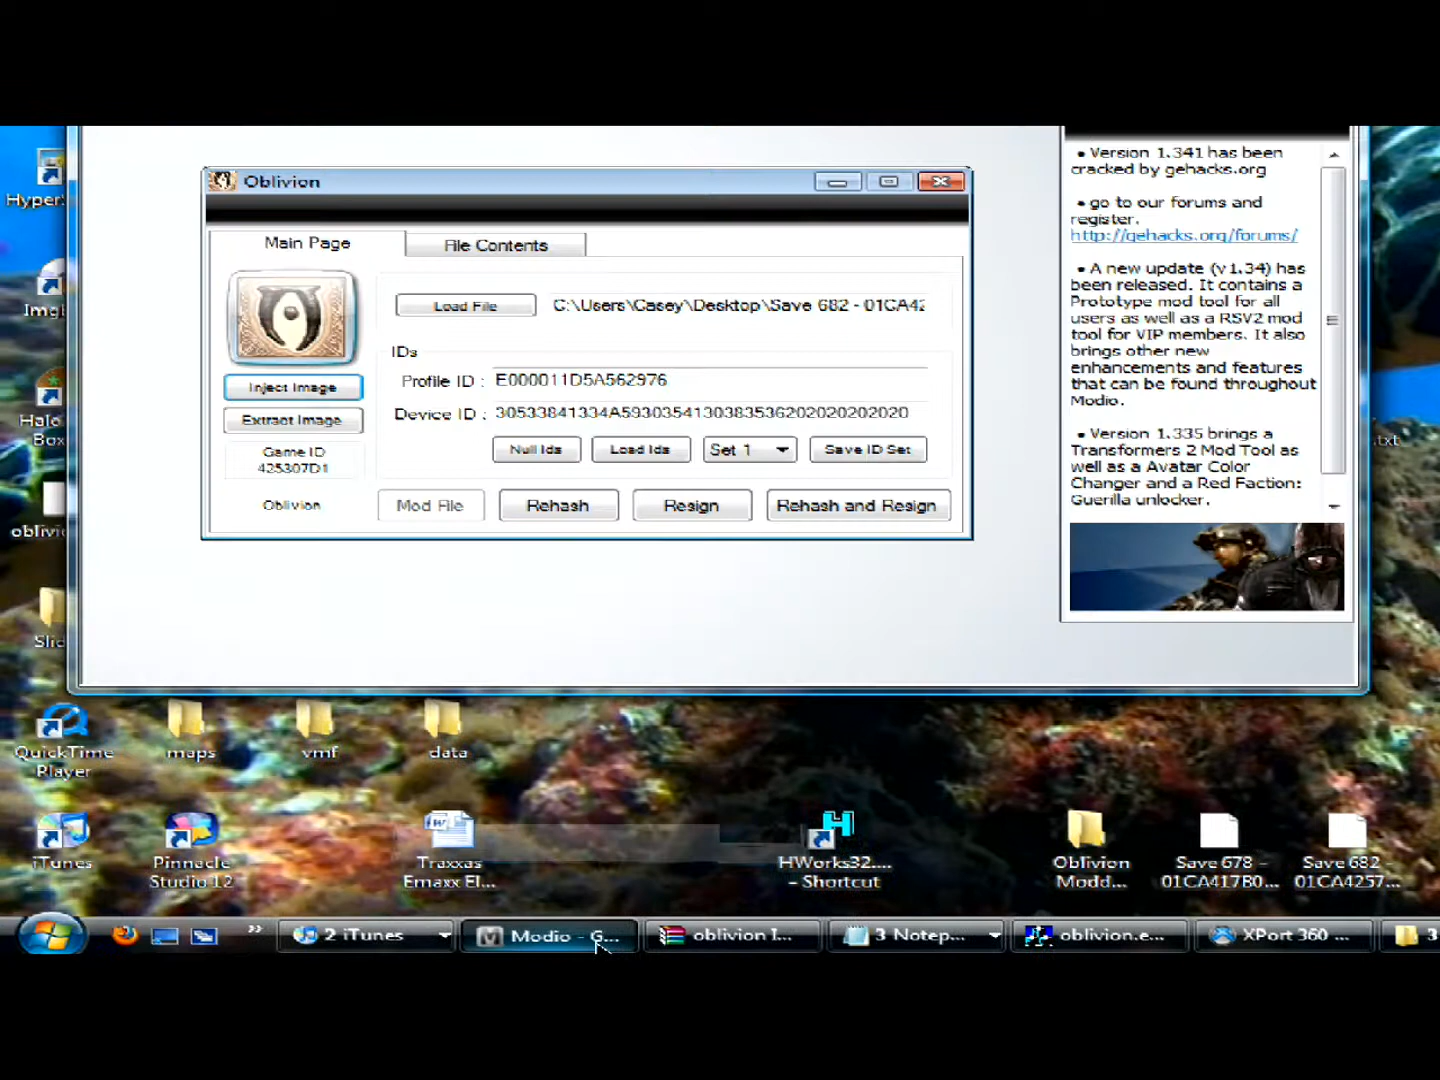 • Version 1.341 has been
cracked by gehacks.org
• go to our forums and
register.
http://gehacks.org/forums/
• A new update (v1.34) has
been released. It contains a
Prototype mod tool for all
users as well as a RSV2 mod
tool for VIP members. It also
brings other new
enhancements and features
that can be found throughout
Modio.
• Version 1.335 brings a
Transformers 2 Mod Tool as
well as a Avatar Color
Changer and a Red Faction:
Guerilla unlocker.
Oblivion
Main Page
File Contents
Load File
C:\Users\Casey\Desktop\Save 682 - 01CA42
IDs
Profile ID : E000011D5A562976
Device ID : 30533841334A5930354130383536202020202020
Inject Image
Extract Image
Null Ids
Load Ids
Set 1
Save ID Set
Game ID
425307D1
Oblivion
Mod File
Rehash
Resign
Rehash and Resign
Hyper
Img
Halo
Box
oblivi
Slid
.txt
QuickTime
Player
maps
vmf
data
iTunes
Pinnacle
Studio 12
Traxxas
Emaxx El...
HWorks32....
- Shortcut
Oblivion
Modd...
Save 678 -
01CA417B0...
Save 682 -
01CA4257...
2 iTunes
Modio - G...
oblivion I...
3 Notep...
oblivion.e...
XPort 360 ...
3